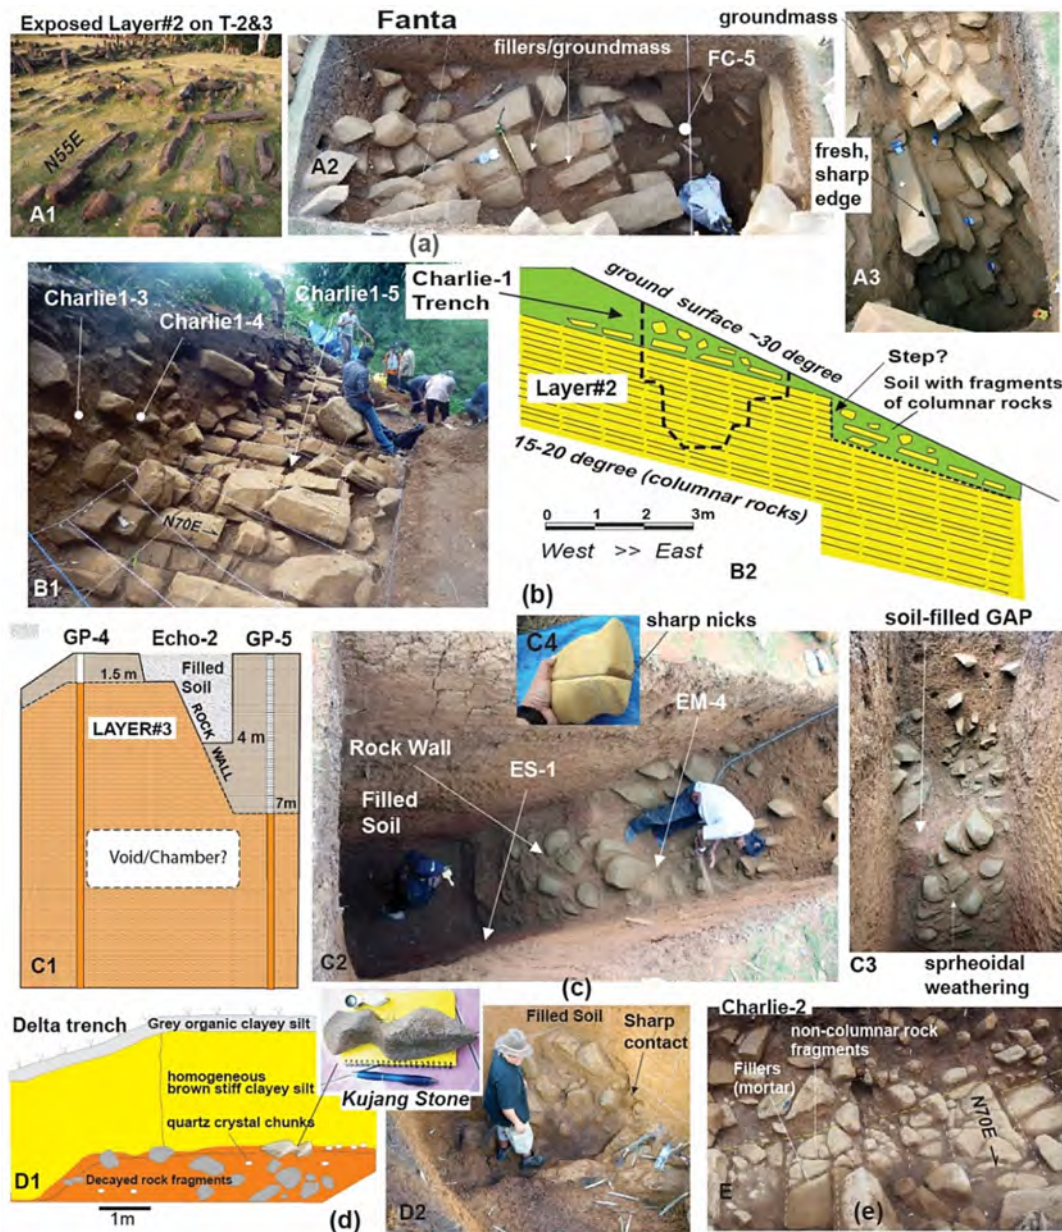 Exposed Layer#2 on T-2&3
Fanta
groundmass
fillers/groundmass
FC-5
N55E
A1
A2
fresh,
sharp
edge
A3
(a)
Charlie1-3
Charlie1-4
Charlie1-5
N70E
B1
Charlie-1
Trench
ground surface ~30 degree
Step?
Soil with fragments
of columnar rocks
Layer#2
15-20 degree (columnar rocks)
0 1 2 3m
West >> East
B2
(b)
GP-4 Echo-2 GP-5
Filled
Soil
1.5 m
LAYER#3
ROCK
WALL
4 m
7m
Void/Chamber?
C1
C4
sharp nicks
EM-4
Rock Wall
ES-1
Filled
Soil
C2
(c)
soil-filled GAP
C3
sprheoidal
weathering
Delta trench
Grey organic clayey silt
homogeneous
brown stiff clayey silt
quartz crystal chunks
Decayed rock fragments
D1
1m
Kujang Stone
(d)
Filled Soil
Sharp
contact
D2
Charlie-2
non-columnar rock
fragments
Fillers
(mortar)
N70E
E
(e)